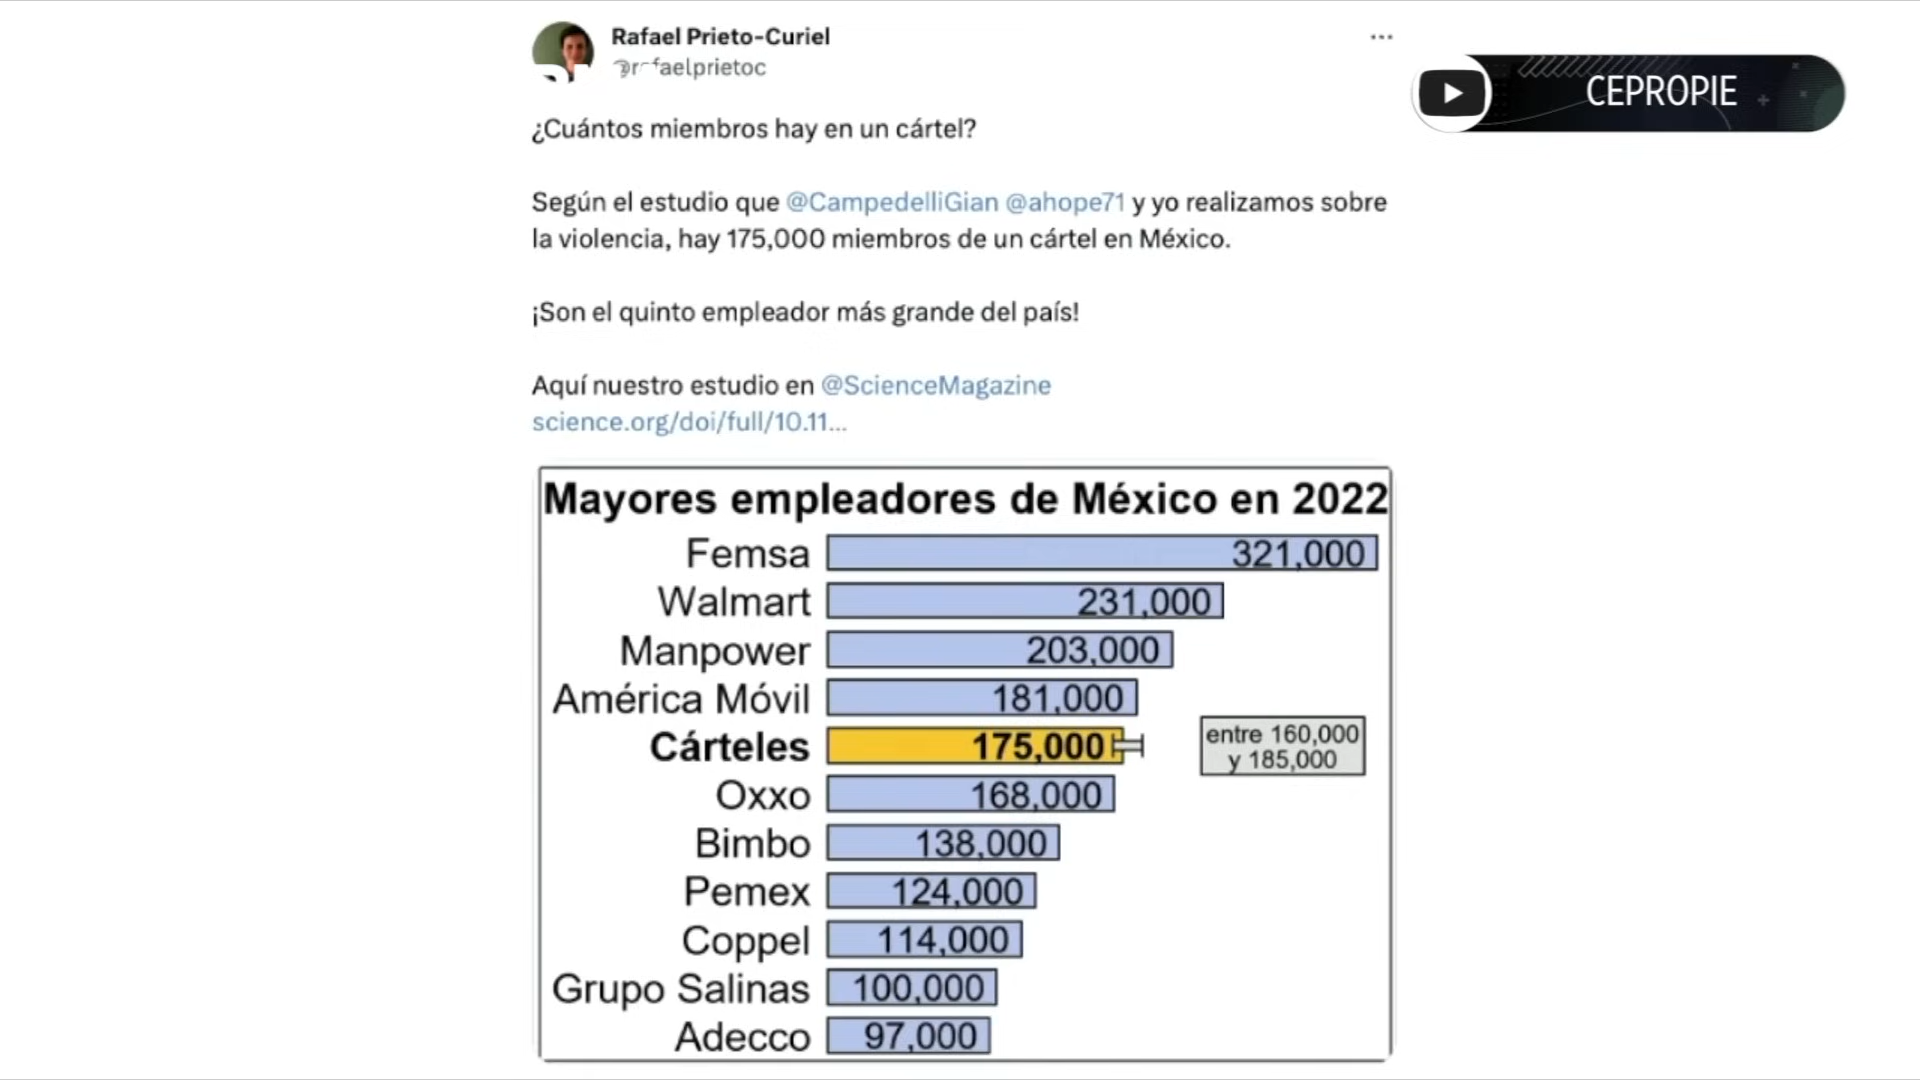 Rafael Prieto-Curiel
@rafaelprietoc
CEPROPIE
¿Cuántos miembros hay en un cártel?
Según el estudio que @CampedelliGian @ahope71 y yo realizamos sobre
la violencia, hay 175,000 miembros de un cártel en México.
¡Son el quinto empleador más grande del país!
Aquí nuestro estudio en @ScienceMagazine
science.org/doi/full/10.11...
Mayores empleadores de México en 2022
Femsa 321,000
Walmart 231,000
Manpower 203,000
América Móvil 181,000
Cárteles 175,000
entre 160,000
y 185,000
Oxxo 168,000
Bimbo 138,000
Pemex 124,000
Coppel 114,000
Grupo Salinas 100,000
Adecco 97,000